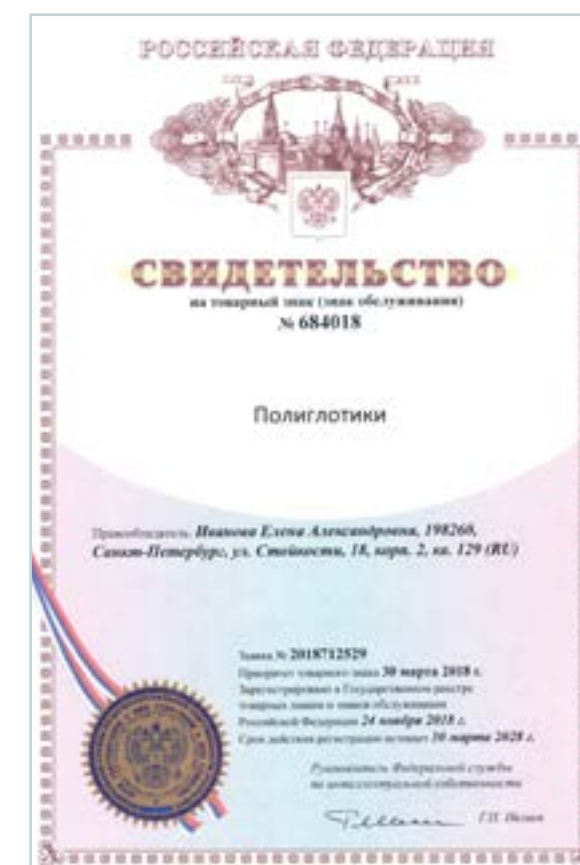 РОССИЙСКАЯ ФЕДЕРАЦИЯ
СВИДЕТЕЛЬСТВО
на товарный знак (знак обслуживания)
№ 684018
Полиглотики
Правообладатель: Иванова Елена Александровна, 198260,
Санкт-Петербург, ул. Стойкости, 18, корп. 2, кв. 129 (RU)
Заявка № 2018712529
Приоритет товарного знака 30 марта 2018 г.
Зарегистрировано в Государственном реестре
товарных знаков и знаков обслуживания
Российской Федерации 24 ноября 2018 г.
Срок действия регистрации истекает 30 марта 2028 г.
Руководитель Федеральной службы
по интеллектуальной собственности
Г.П. Ивлиев